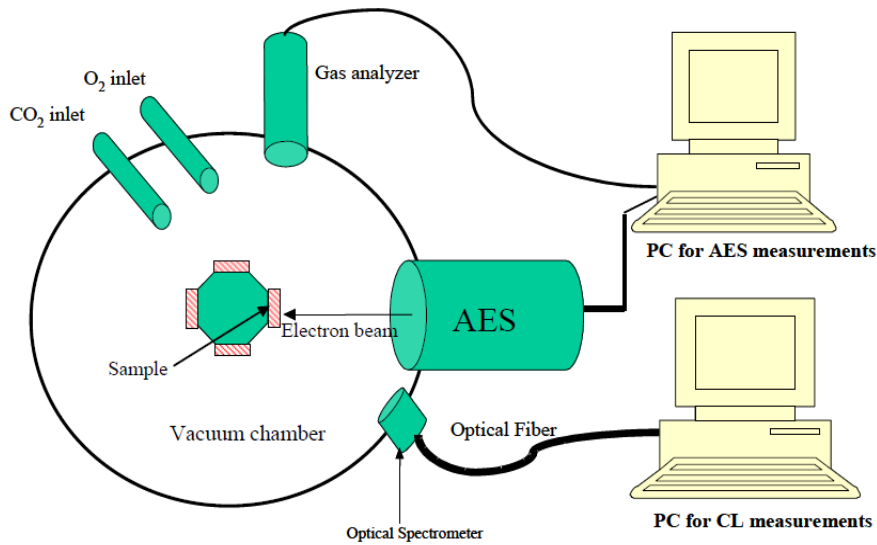 O₂ inlet
CO₂ inlet
Gas analyzer
PC for AES measurements
AES
Electron beam
Sample
Vacuum chamber
Optical Fiber
Optical Spectrometer
PC for CL measurements